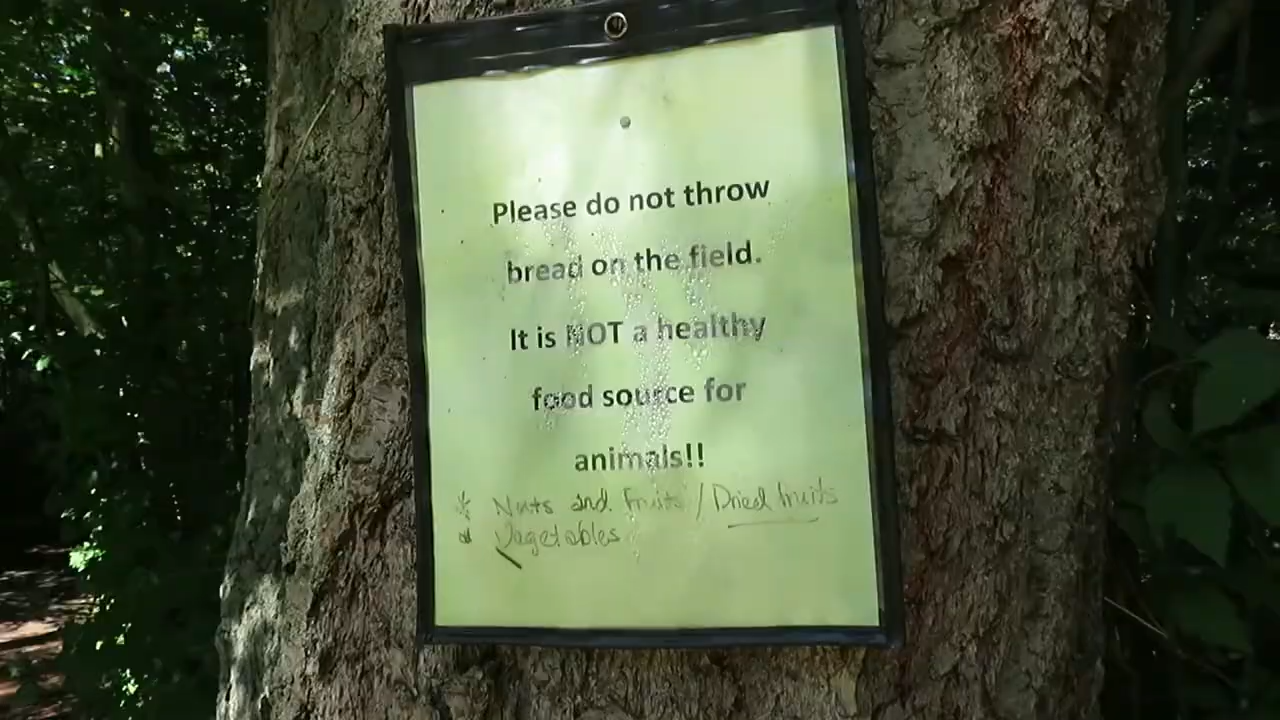 Please do not throw
bread on the field.
It is NOT a healthy
food source for
animals!!
* Nuts and Fruits / Dried fruits
* Vegetables